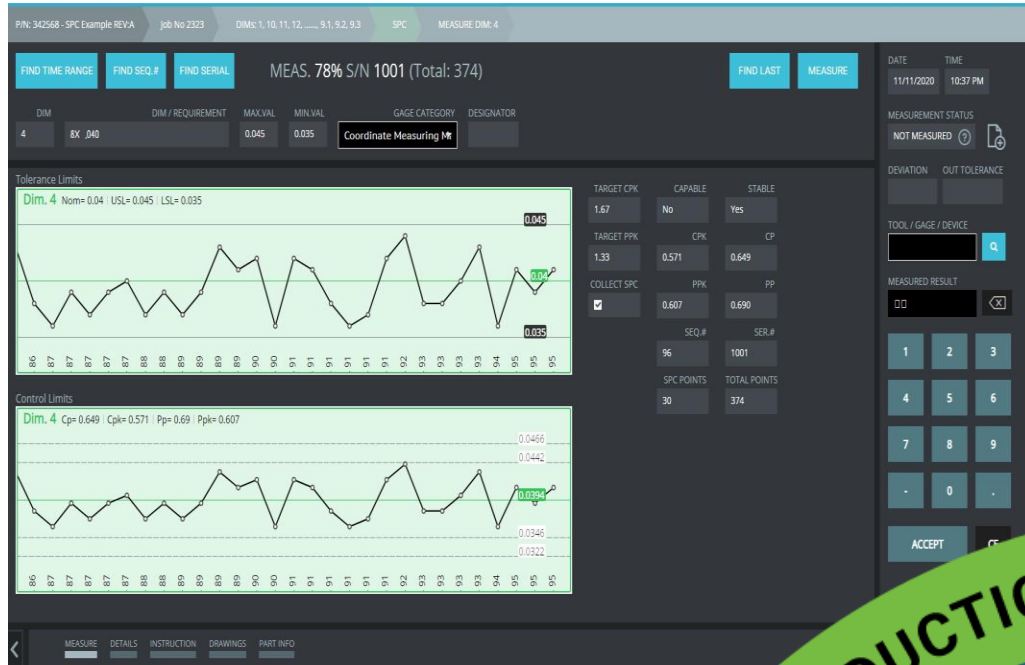 P/N: 342568 - SPC Example REV:A Job No 2323 DIMs: 1, 10, 11, 12, ......, 9.1, 9.2, 9.3 SPC MEASURE DIM: 4
FIND TIME RANGE FIND SEQ.# FIND SERIAL MEAS. 78% S/N 1001 (Total: 374) FIND LAST MEASURE
DATE TIME
11/11/2020 10:37 PM
DIM DIM / REQUIREMENT MAX.VAL MIN.VAL GAGE CATEGORY DESIGNATOR
4 8X .040 0.045 0.035 Coordinate Measuring
MEASUREMENT STATUS
NOT MEASURED ?
DEVIATION OUT TOLERANCE
TOOL / GAGE / DEVICE
MEASURED RESULT
1 2 3
4 5 6
7 8 9
- 0 .
ACCEPT
Tolerance Limits
Dim. 4 Nom= 0.04 | USL= 0.045 | LSL= 0.035
0.045
0.04
0.035
86 87 87 87 87 87 88 88 89 89 89 89 90 90 91 91 91 91 91 92 93 93 93 93 94 95 95 95
TARGET CPK CAPABLE STABLE
1.67 No Yes
TARGET PPK CPK CP
1.33 0.571 0.649
COLLECT SPC PPK PP
0.607 0.690
SEQ.# SER.#
96 1001
SPC POINTS TOTAL POINTS
30 374
Control Limits
Dim. 4 Cp= 0.649 | Cpk= 0.571 | Pp= 0.69 | Ppk= 0.607
0.0466
0.0442
0.0394
0.0346
0.0322
86 87 87 87 87 87 88 88 89 89 89 89 90 90 91 91 91 91 91 92 93 93 93 93 94 95 95 95
MEASURE DETAILS INSTRUCTION DRAWINGS PART INFO